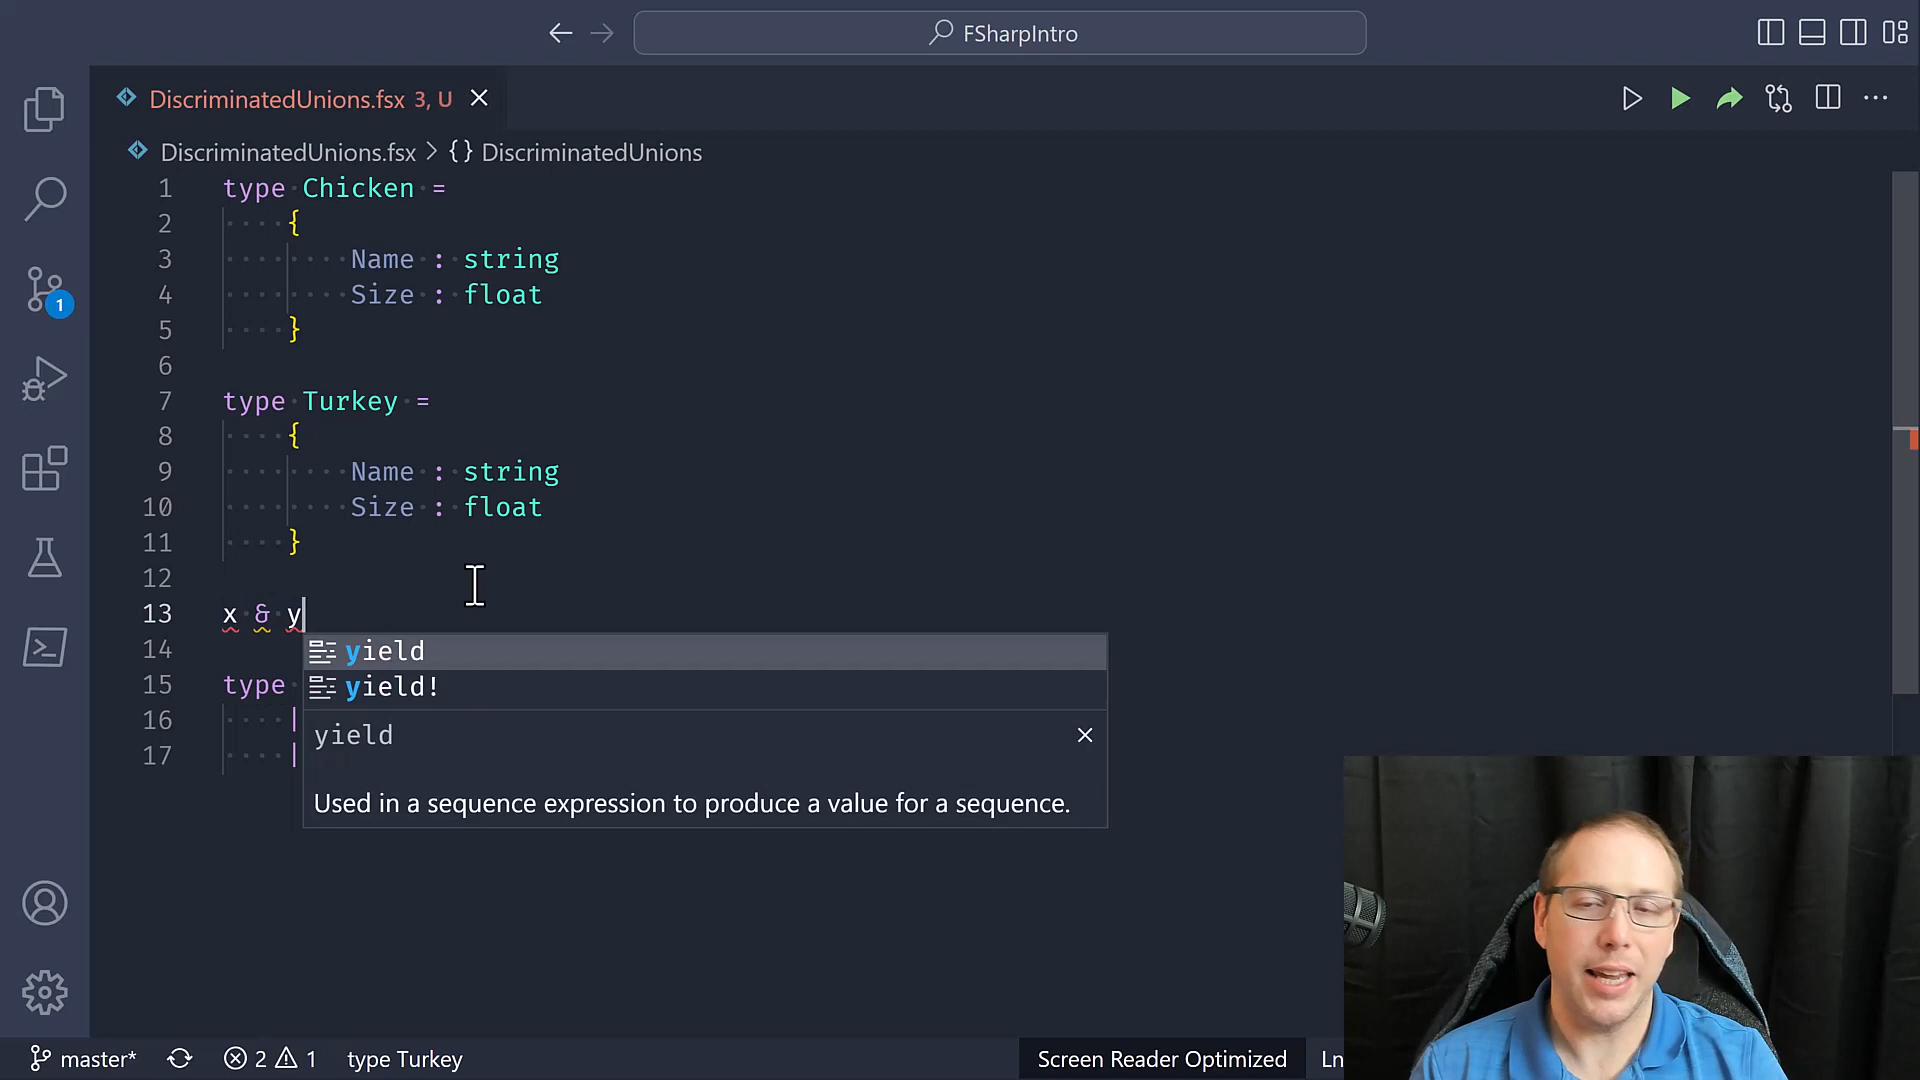 FSharpIntro
DiscriminatedUnions.fsx 3, U
DiscriminatedUnions.fsx > {} DiscriminatedUnions
1 type Chicken =
2 {
3 Name : string
4 Size : float
5 }
6
7 type Turkey =
8 {
9 Name : string
10 Size : float
11 }
12
13 x & y
14
15 type
16 |
17 |
yield
yield!
yield
Used in a sequence expression to produce a value for a sequence.
1
master* 2 1 type Turkey Screen Reader Optimized Ln